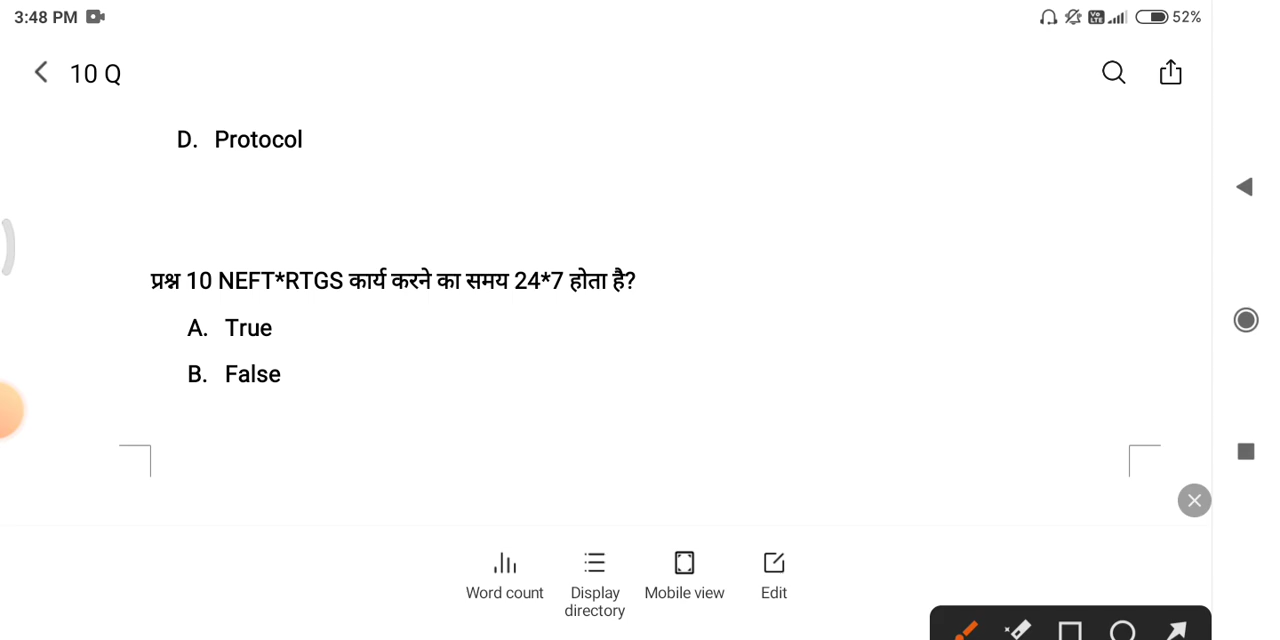 3:48 PM
VoLTE 52%
10 Q
D. Protocol
प्रश्न 10 NEFT*RTGS कार्य करने का समय 24*7 होता है?
A. True
B. False
Word count
Display directory
Mobile view
Edit